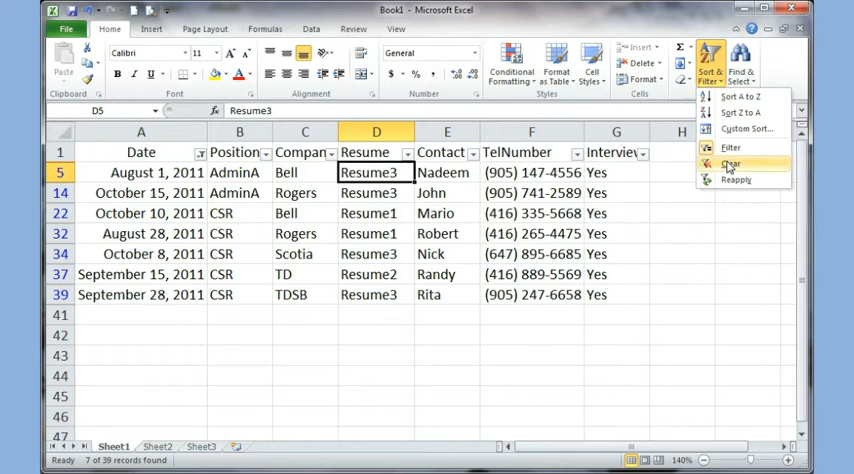 Book1 - Microsoft Excel
File Home Insert Page Layout Formulas Data Review View
Calibri 11 General Insert
Delete
Paste B I U A $ % , Conditional Formatting Format as Table Cell Styles Format Sort & Filter Find & Select
Clipboard Font Alignment Number Styles Cells
Sort A to Z
D5 fx Resume3
Sort Z to A
A B C D E F G H
Custom Sort...
1 Date Position Compan Resume Contact TelNumber Interview
Filter
5 August 1, 2011 AdminA Bell Resume3 Nadeem (905) 147-4556 Yes
Clear
Reapply
14 October 15, 2011 AdminA Rogers Resume3 John (905) 741-2589 Yes
22 October 10, 2011 CSR Bell Resume1 Mario (416) 335-5668 Yes
32 August 28, 2011 CSR Rogers Resume1 Robert (416) 265-4475 Yes
34 October 8, 2011 CSR Scotia Resume3 Nick (647) 895-6685 Yes
37 September 15, 2011 CSR TD Resume2 Randy (416) 889-5569 Yes
39 September 28, 2011 CSR TDSB Resume3 Rita (905) 247-6658 Yes
41
42
43
44
45
46
47
Sheet1 Sheet2 Sheet3
Ready 7 of 39 records found 140%